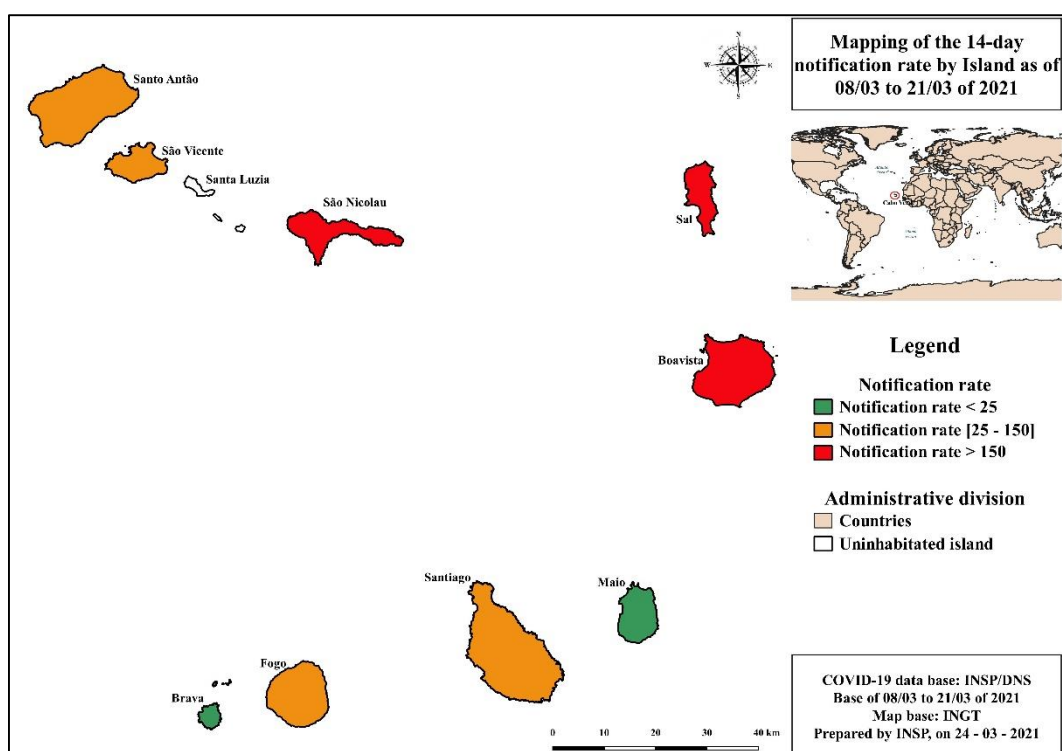 Mapping of the 14-day
notification rate by Island as of
08/03 to 21/03 of 2021
N
W
E
S
Santo Antão
São Vicente
Santa Luzia
São Nicolau
Sal
Boavista
Legend
Notification rate
Notification rate < 25
Notification rate [25 - 150]
Notification rate > 150
Administrative division
Countries
Uninhabitated island
Santiago
Maio
Fogo
Brava
0 10 20 30 40 km
COVID-19 data base: INSP/DNS
Base of 08/03 to 21/03 of 2021
Map base: INGT
Prepared by INSP, on 24 - 03 - 2021